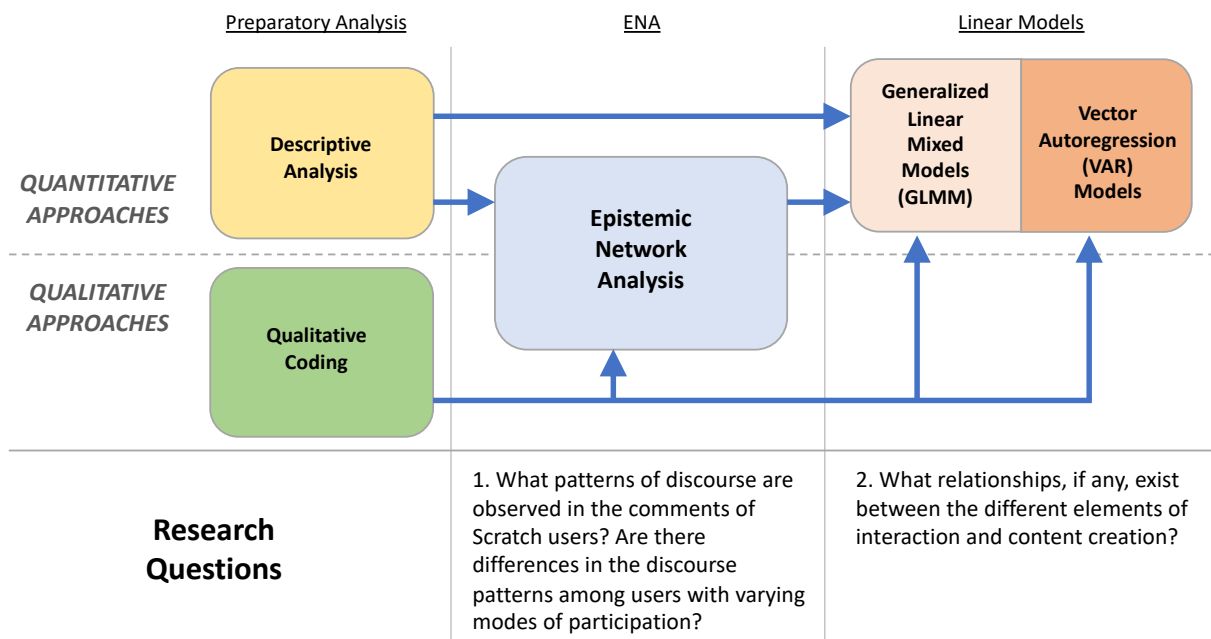 Preparatory Analysis
ENA
Linear Models
QUANTITATIVE
APPROACHES
Descriptive
Analysis
Epistemic
Network
Analysis
Generalized
Linear
Mixed
Models
(GLMM)
Vector
Autoregression
(VAR)
Models
QUALITATIVE
APPROACHES
Qualitative
Coding
Research
Questions
1. What patterns of discourse are
observed in the comments of
Scratch users? Are there
differences in the discourse
patterns among users with varying
modes of participation?
2. What relationships, if any, exist
between the different elements of
interaction and content creation?